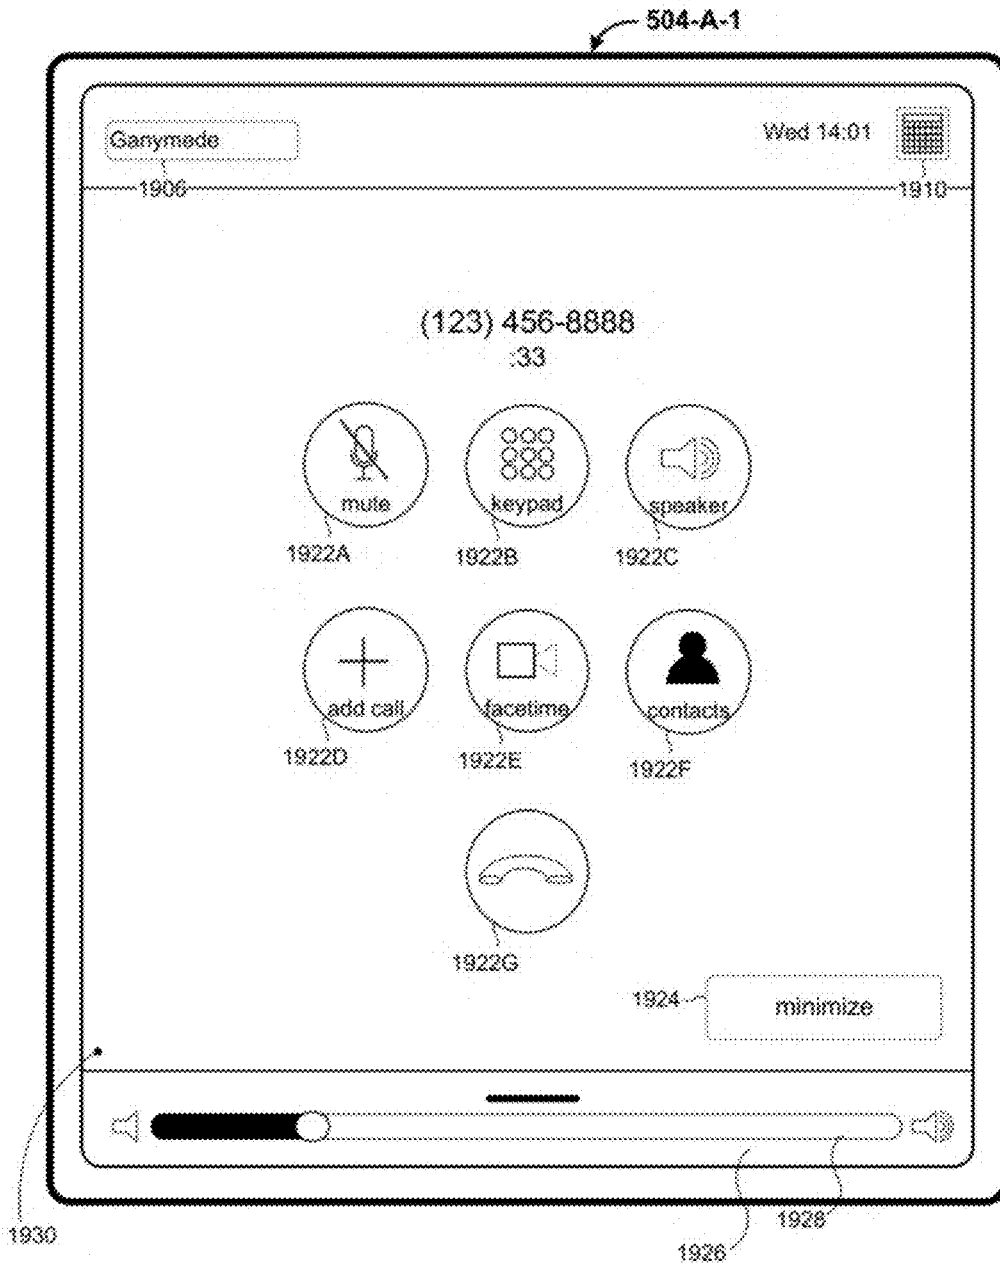 504-A-1
Ganymede
Wed 14:01
1906
1910
(123) 456-8888
:33
mute
keypad
speaker
1922A
1922B
1922C
add call
facetime
contacts
1922D
1922E
1922F
1922G
1924
minimize
1930
1928
1926